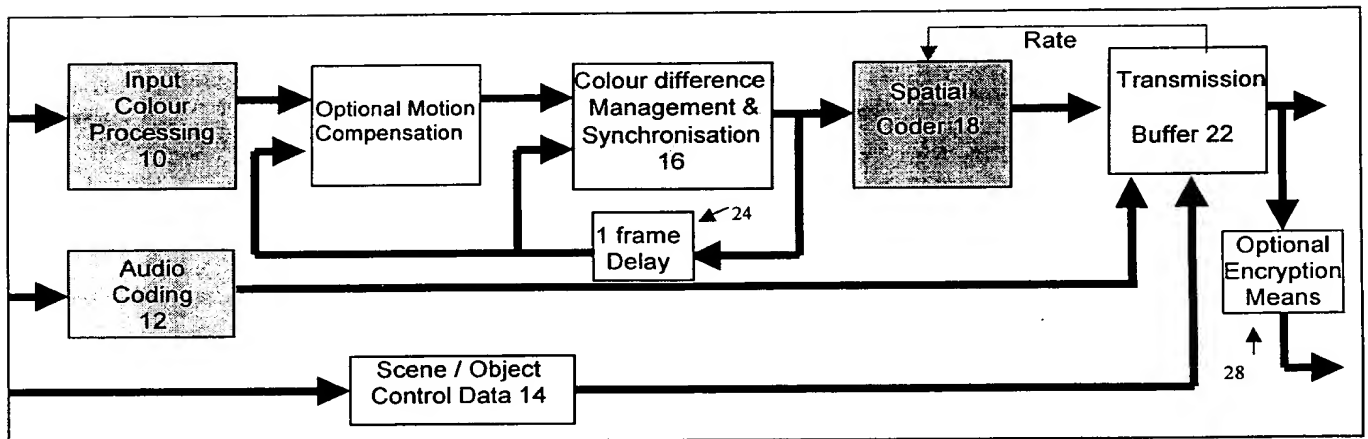 Input
Colour
Processing
10
Optional Motion
Compensation
Colour difference
Management &
Synchronisation
16
Rate
Spatial
Coder 18
Transmission
Buffer 22
24
1 frame
Delay
Audio
Coding
12
Optional
Encryption
Means
28
Scene / Object
Control Data 14